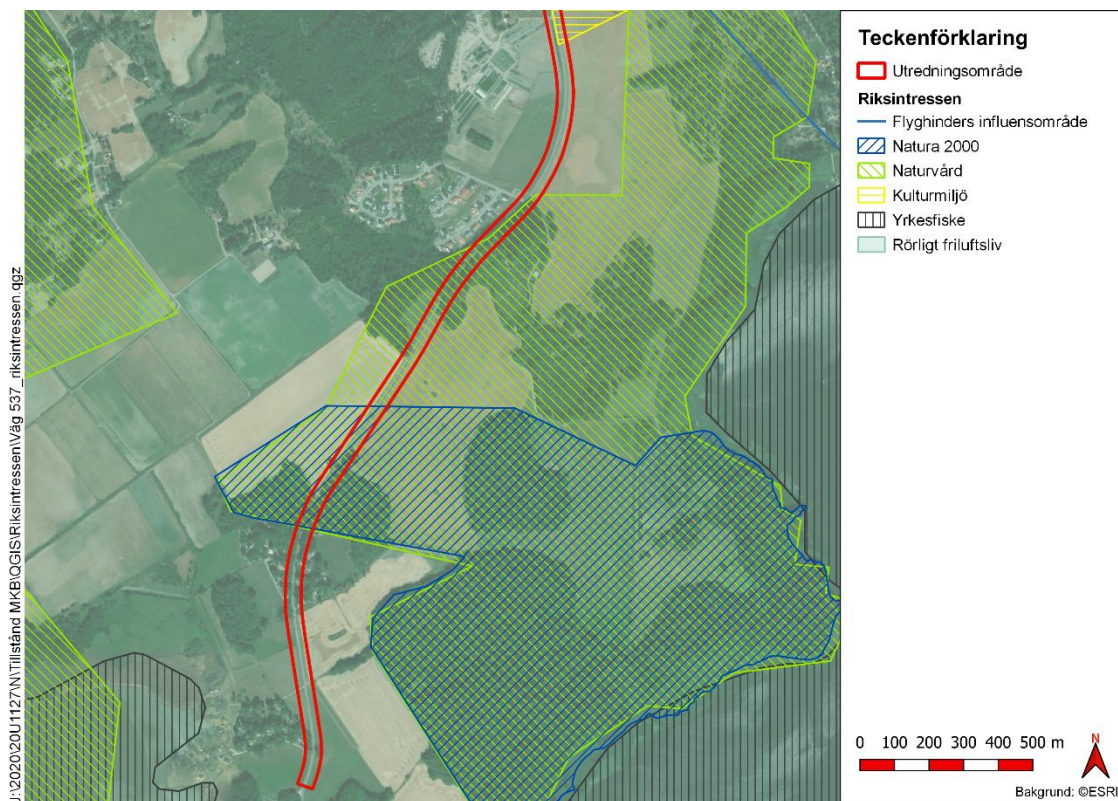 J:\2020\20U1127\N\Tillstånd MKB\QGIS\Riksintressen\Väg 537_riksintressen.qgz
Teckenförklaring
Utredningsområde
Riksintressen
Flyghinders influensområde
Natura 2000
Naturvård
Kulturmiljö
Yrkesfiske
Rörligt friluftsliv
0 100 200 300 400 500 m
N
Bakgrund: ©ESRI